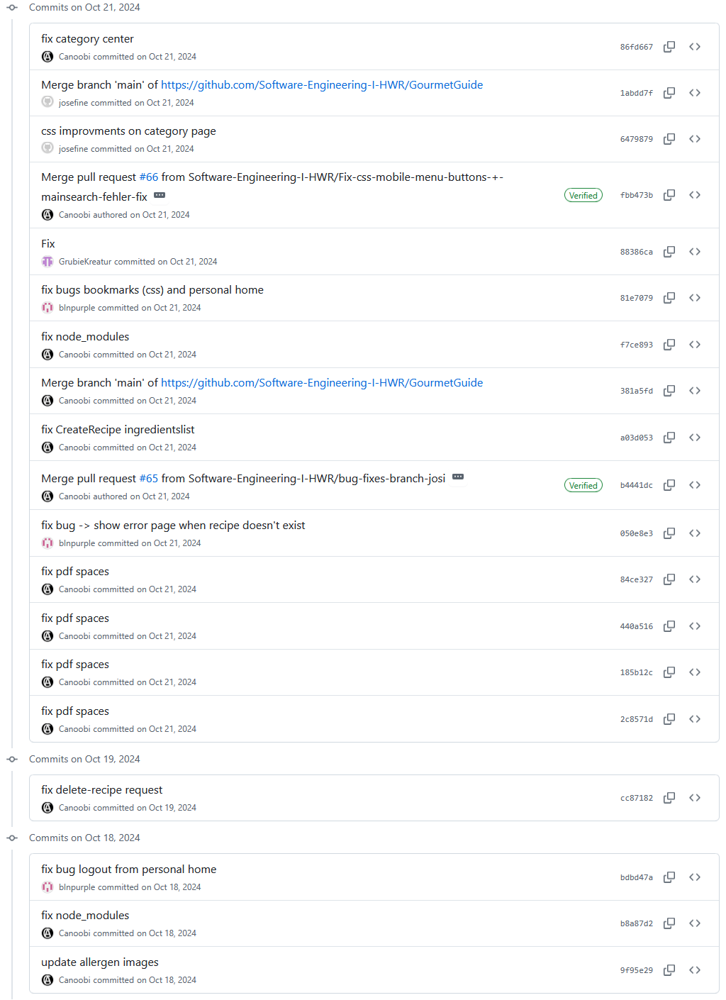 Commits on Oct 21, 2024
fix category center
Canoobi committed on Oct 21, 2024
86fd667
Merge branch 'main' of https://github.com/Software-Engineering-I-HWR/GourmetGuide
josefine committed on Oct 21, 2024
1abdd7f
css improvments on category page
josefine committed on Oct 21, 2024
6479879
Merge pull request #66 from Software-Engineering-I-HWR/Fix-css-mobile-menu-buttons-+-
mainsearch-fehler-fix
Canoobi authored on Oct 21, 2024
Verified
fbb473b
Fix
GrubieKreatur committed on Oct 21, 2024
88386ca
fix bugs bookmarks (css) and personal home
blnpurple committed on Oct 21, 2024
81e7079
fix node_modules
Canoobi committed on Oct 21, 2024
f7ce893
Merge branch 'main' of https://github.com/Software-Engineering-I-HWR/GourmetGuide
Canoobi committed on Oct 21, 2024
381a5fd
fix CreateRecipe ingredientslist
Canoobi committed on Oct 21, 2024
a03d053
Merge pull request #65 from Software-Engineering-I-HWR/bug-fixes-branch-josi
Canoobi authored on Oct 21, 2024
Verified
b4441dc
fix bug -> show error page when recipe doesn't exist
blnpurple committed on Oct 21, 2024
050e8e3
fix pdf spaces
Canoobi committed on Oct 21, 2024
84ce327
fix pdf spaces
Canoobi committed on Oct 21, 2024
440a516
fix pdf spaces
Canoobi committed on Oct 21, 2024
185b12c
fix pdf spaces
Canoobi committed on Oct 21, 2024
2c8571d
Commits on Oct 19, 2024
fix delete-recipe request
Canoobi committed on Oct 19, 2024
cc87182
Commits on Oct 18, 2024
fix bug logout from personal home
blnpurple committed on Oct 18, 2024
bdbd47a
fix node_modules
Canoobi committed on Oct 18, 2024
b8a87d2
update allergen images
Canoobi committed on Oct 18, 2024
9f95e29